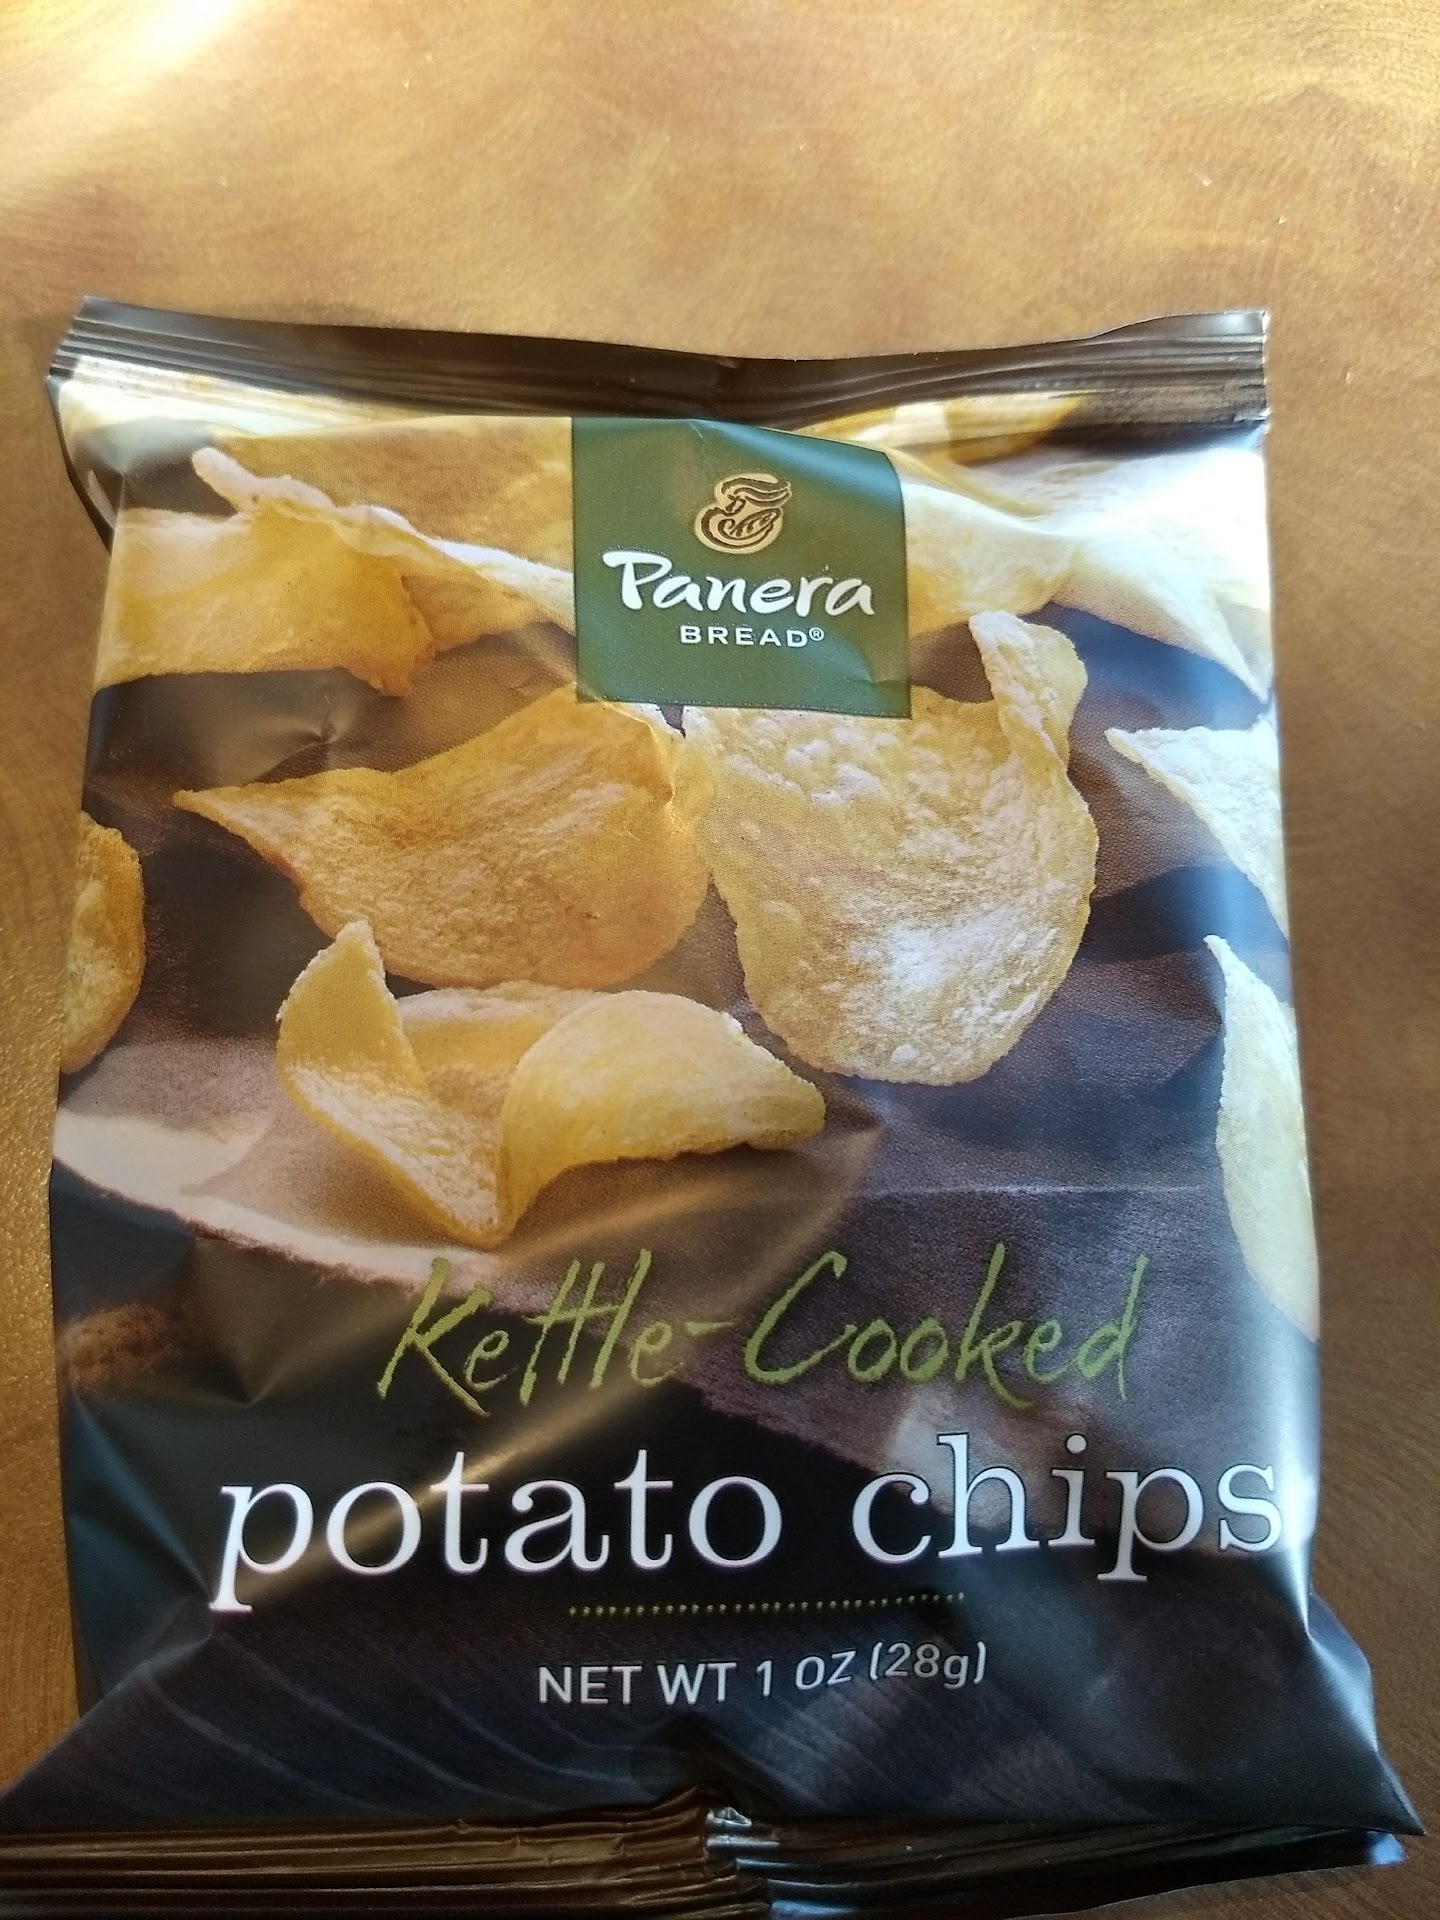 Panera
BREAD®
Kettle-Cooked
potato chips
NET WT 1 OZ (28g)